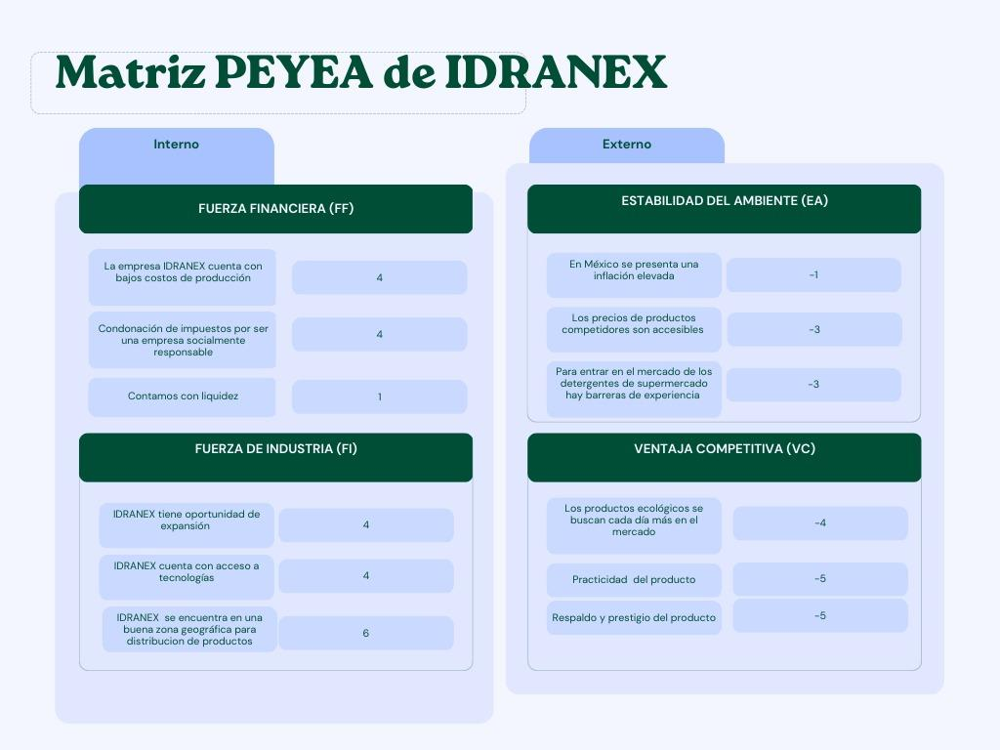 Matriz PEYEA de IDRANEX
Interno
FUERZA FINANCIERA (FF)
La empresa IDRANEX cuenta con
bajos costos de producción
4
Condonación de impuestos por ser
una empresa socialmente
responsable
4
Contamos con liquidez
1
FUERZA DE INDUSTRIA (FI)
IDRANEX tiene oportunidad de
expansión
4
IDRANEX cuenta con acceso a
tecnologías
4
IDRANEX se encuentra en una
buena zona geográfica para
distribucion de productos
6
Externo
ESTABILIDAD DEL AMBIENTE (EA)
En México se presenta una
inflación elevada
-1
Los precios de productos
competidores son accesibles
-3
Para entrar en el mercado de los
detergentes de supermercado
hay barreras de experiencia
-3
VENTAJA COMPETITIVA (VC)
Los productos ecológicos se
buscan cada día más en el
mercado
-4
Practicidad del producto
-5
Respaldo y prestigio del producto
-5